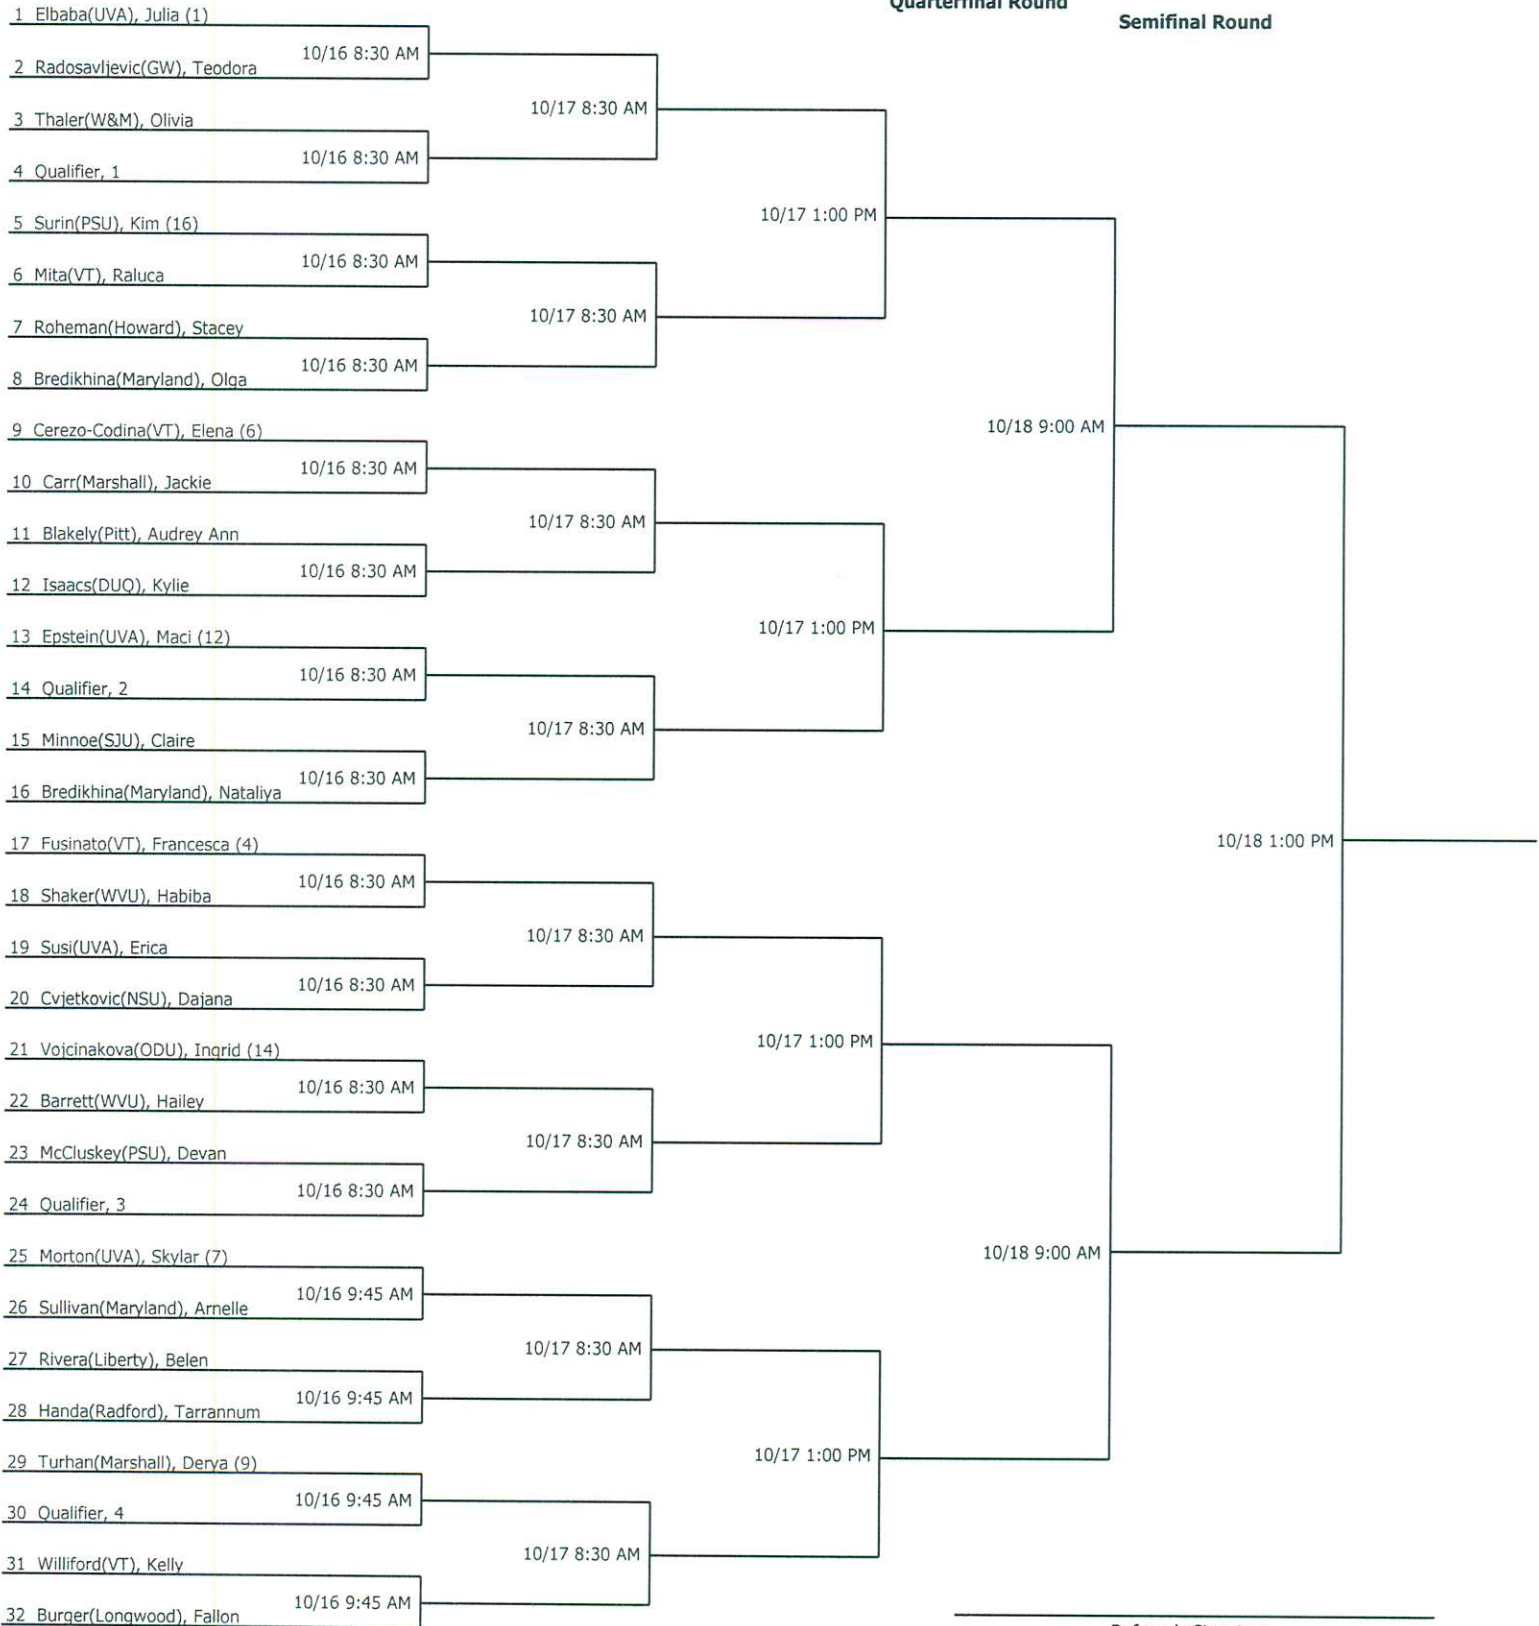 Quarterfinal Round
Semifinal Round
1 Elbaba(UVA), Julia (1)
10/16 8:30 AM
2 Radosavljevic(GW), Teodora
10/17 8:30 AM
3 Thaler(W&M), Olivia
10/16 8:30 AM
4 Qualifier, 1
10/17 1:00 PM
5 Surin(PSU), Kim (16)
10/16 8:30 AM
6 Mita(VT), Raluca
10/17 8:30 AM
7 Roheman(Howard), Stacey
10/16 8:30 AM
8 Bredikhina(Maryland), Olga
10/18 9:00 AM
9 Cerezo-Codina(VT), Elena (6)
10/16 8:30 AM
10 Carr(Marshall), Jackie
10/17 8:30 AM
11 Blakely(Pitt), Audrey Ann
10/16 8:30 AM
12 Isaacs(DUQ), Kylie
10/17 1:00 PM
13 Epstein(UVA), Maci (12)
10/16 8:30 AM
14 Qualifier, 2
10/17 8:30 AM
15 Minnoe(SJU), Claire
10/16 8:30 AM
16 Bredikhina(Maryland), Nataliya
10/18 1:00 PM
17 Fusinato(VT), Francesca (4)
10/16 8:30 AM
18 Shaker(WVU), Habiba
10/17 8:30 AM
19 Susi(UVA), Erica
10/16 8:30 AM
20 Cvjetkovic(NSU), Dajana
10/17 1:00 PM
21 Vojcinakova(ODU), Ingrid (14)
10/16 8:30 AM
22 Barrett(WVU), Hailey
10/17 8:30 AM
23 McCluskey(PSU), Devan
10/16 8:30 AM
24 Qualifier, 3
10/18 9:00 AM
25 Morton(UVA), Skylar (7)
10/16 9:45 AM
26 Sullivan(Maryland), Arnelle
10/17 8:30 AM
27 Rivera(Liberty), Belen
10/16 9:45 AM
28 Handa(Radford), Tarrannum
10/17 1:00 PM
29 Turhan(Marshall), Derya (9)
10/16 9:45 AM
30 Qualifier, 4
10/17 8:30 AM
31 Williford(VT), Kelly
10/16 9:45 AM
32 Burger(Longwood), Fallon